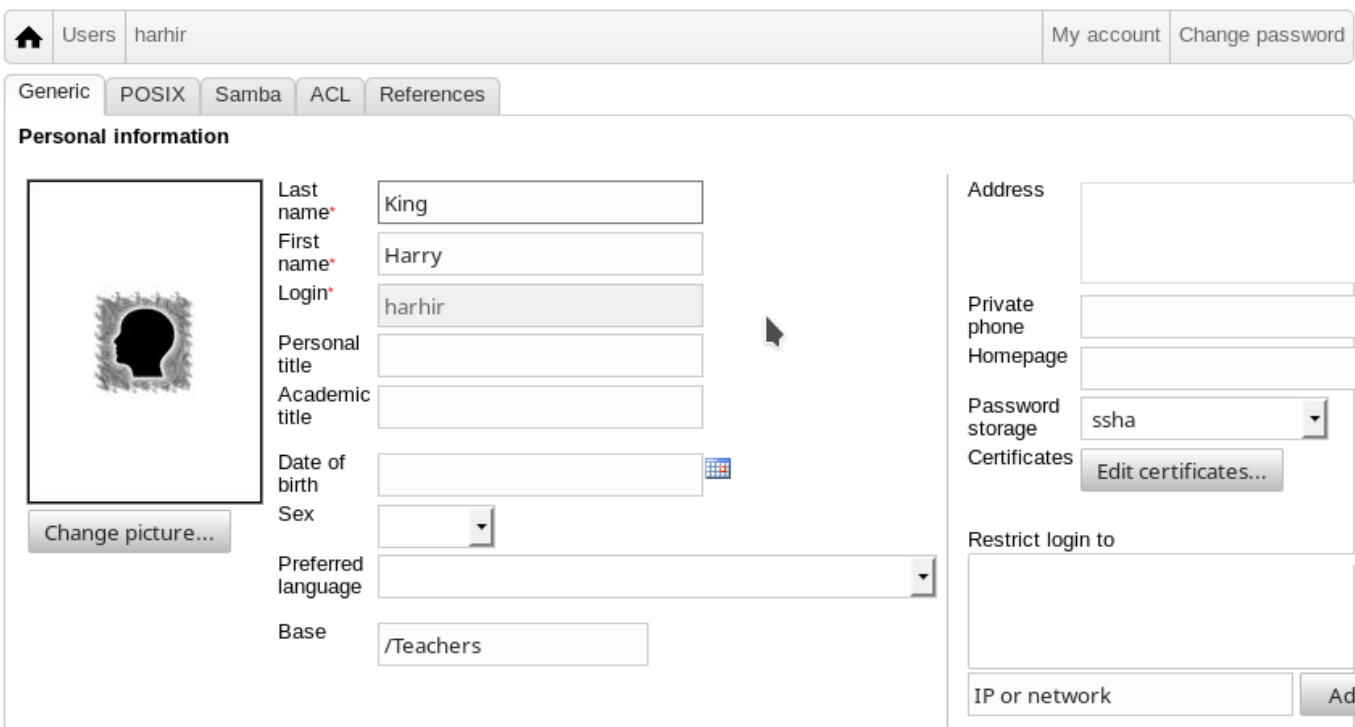 Users harhir My account Change password
Generic POSIX Samba ACL References
Personal information
Last
name*
King
First
name*
Harry
Login*
harhir
Personal
title
Academic
title
Date of
birth
Sex
Preferred
language
Base
/Teachers
Change picture...
Address
Private
phone
Homepage
Password
storage
ssha
Certificates
Edit certificates...
Restrict login to
IP or network
Ad